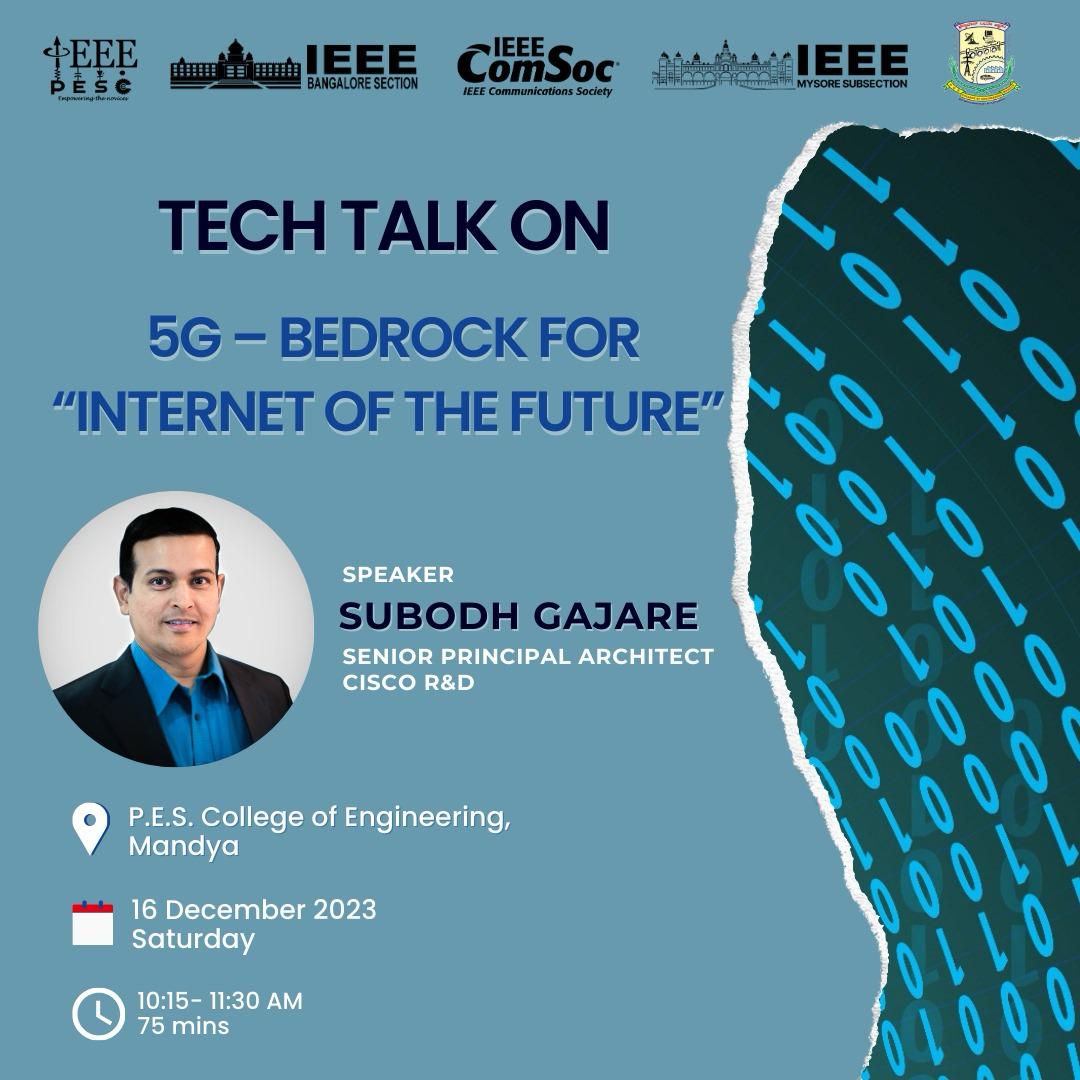 IEEE
PESC
Empowering the novices
IEEE
BANGALORE SECTION
IEEE
ComSoc
IEEE Communications Society
IEEE
MYSORE SUBSECTION
TECH TALK ON
5G – BEDROCK FOR
“INTERNET OF THE FUTURE”
SPEAKER
SUBODH GAJARE
SENIOR PRINCIPAL ARCHITECT
CISCO R&D
P.E.S. College of Engineering,
Mandya
16 December 2023
Saturday
10:15- 11:30 AM
75 mins